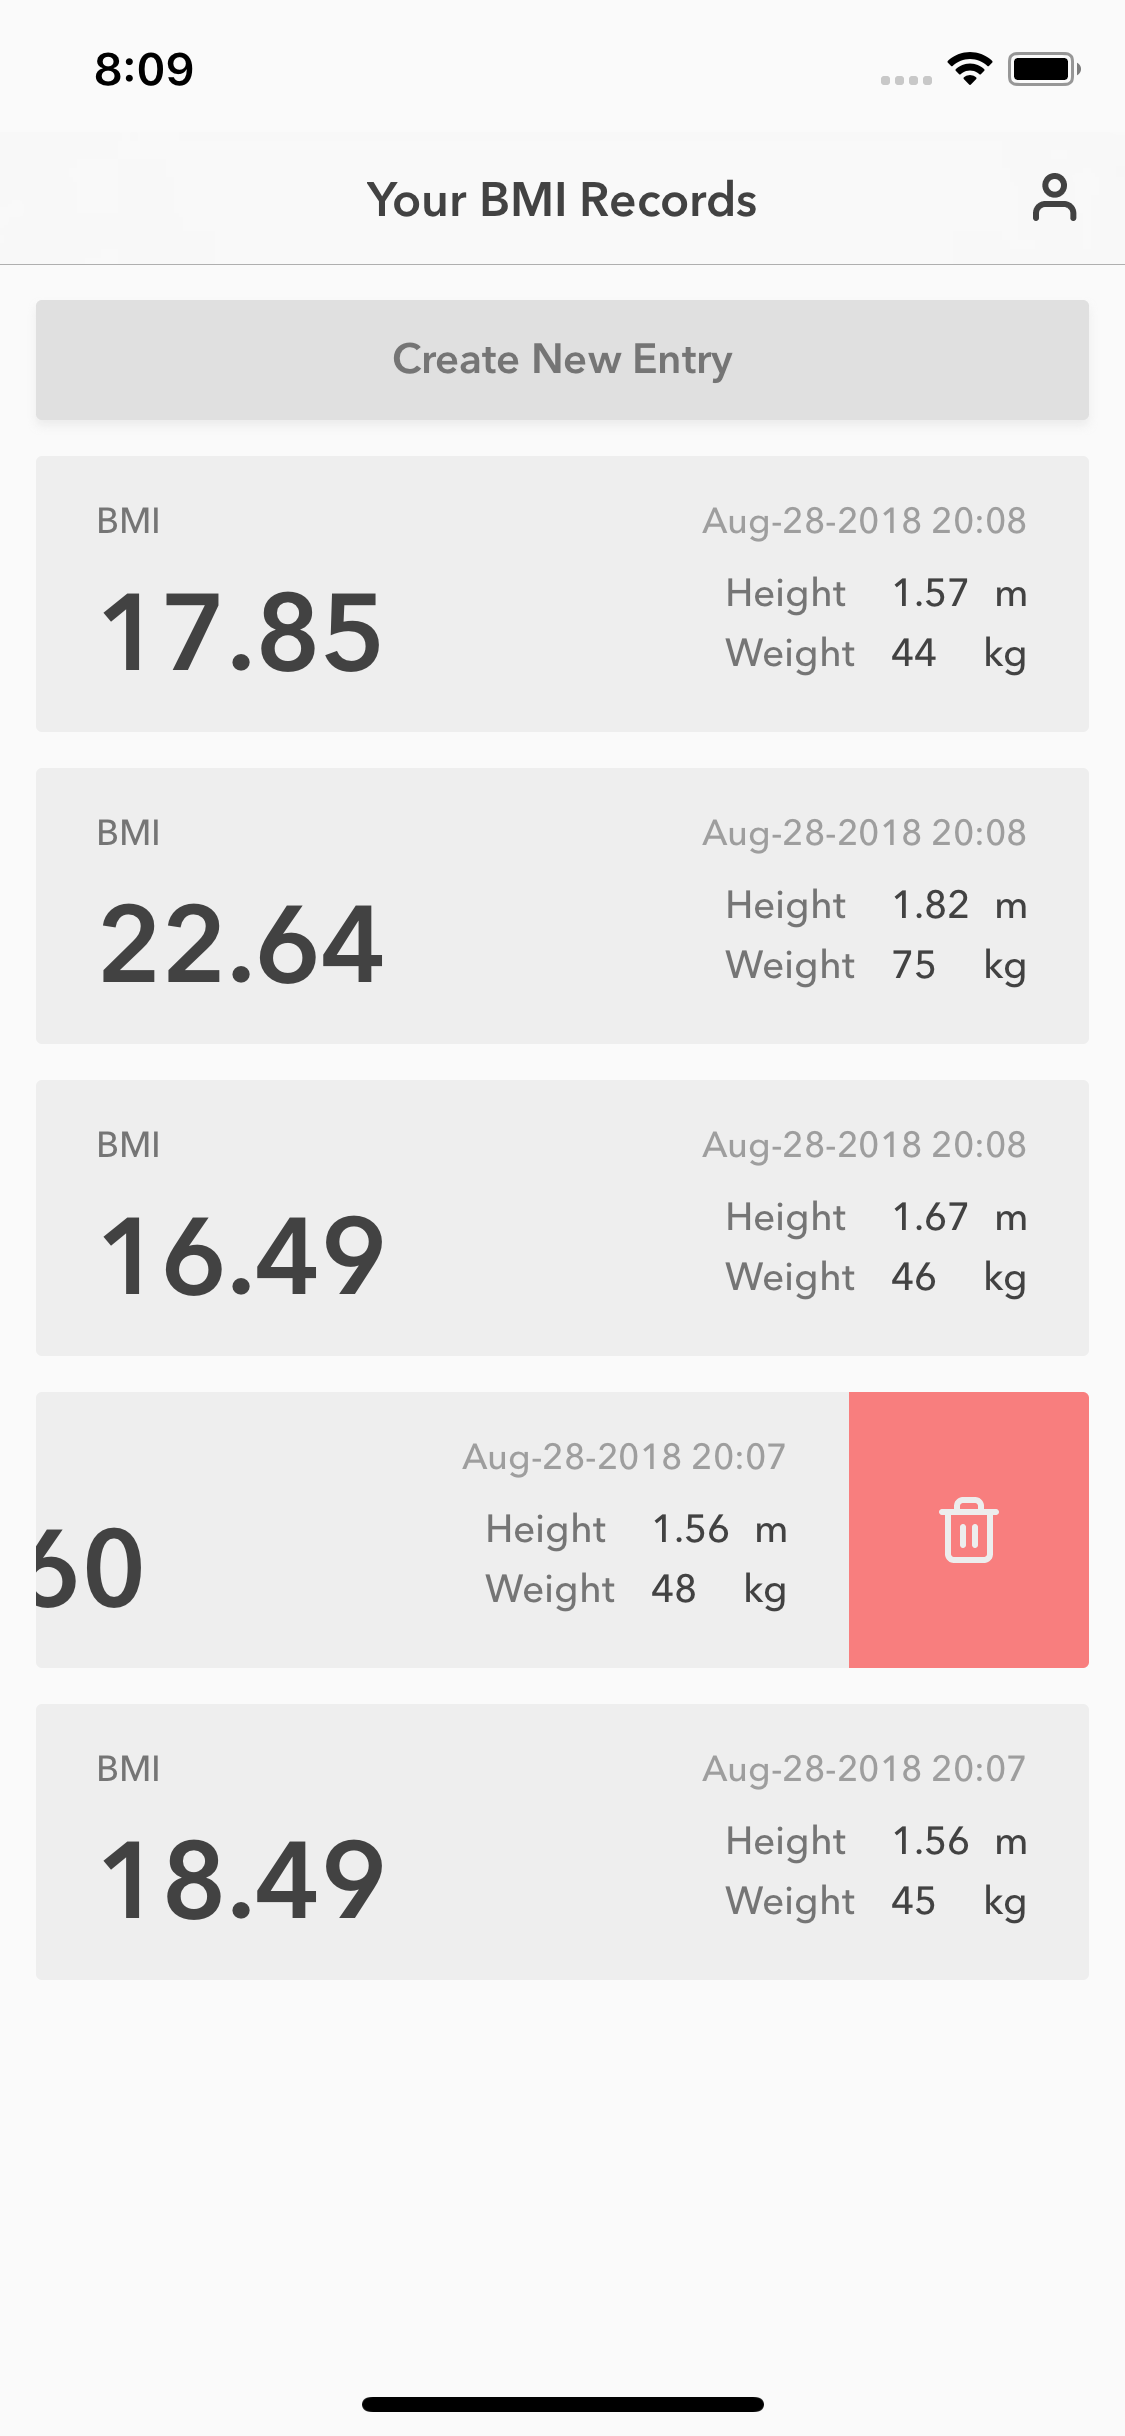 8:09
Your BMI Records
Create New Entry
BMI
Aug-28-2018 20:08
17.85
Height 1.57 m
Weight 44 kg
BMI
Aug-28-2018 20:08
22.64
Height 1.82 m
Weight 75 kg
BMI
Aug-28-2018 20:08
16.49
Height 1.67 m
Weight 46 kg
Aug-28-2018 20:07
60
Height 1.56 m
Weight 48 kg
BMI
Aug-28-2018 20:07
18.49
Height 1.56 m
Weight 45 kg